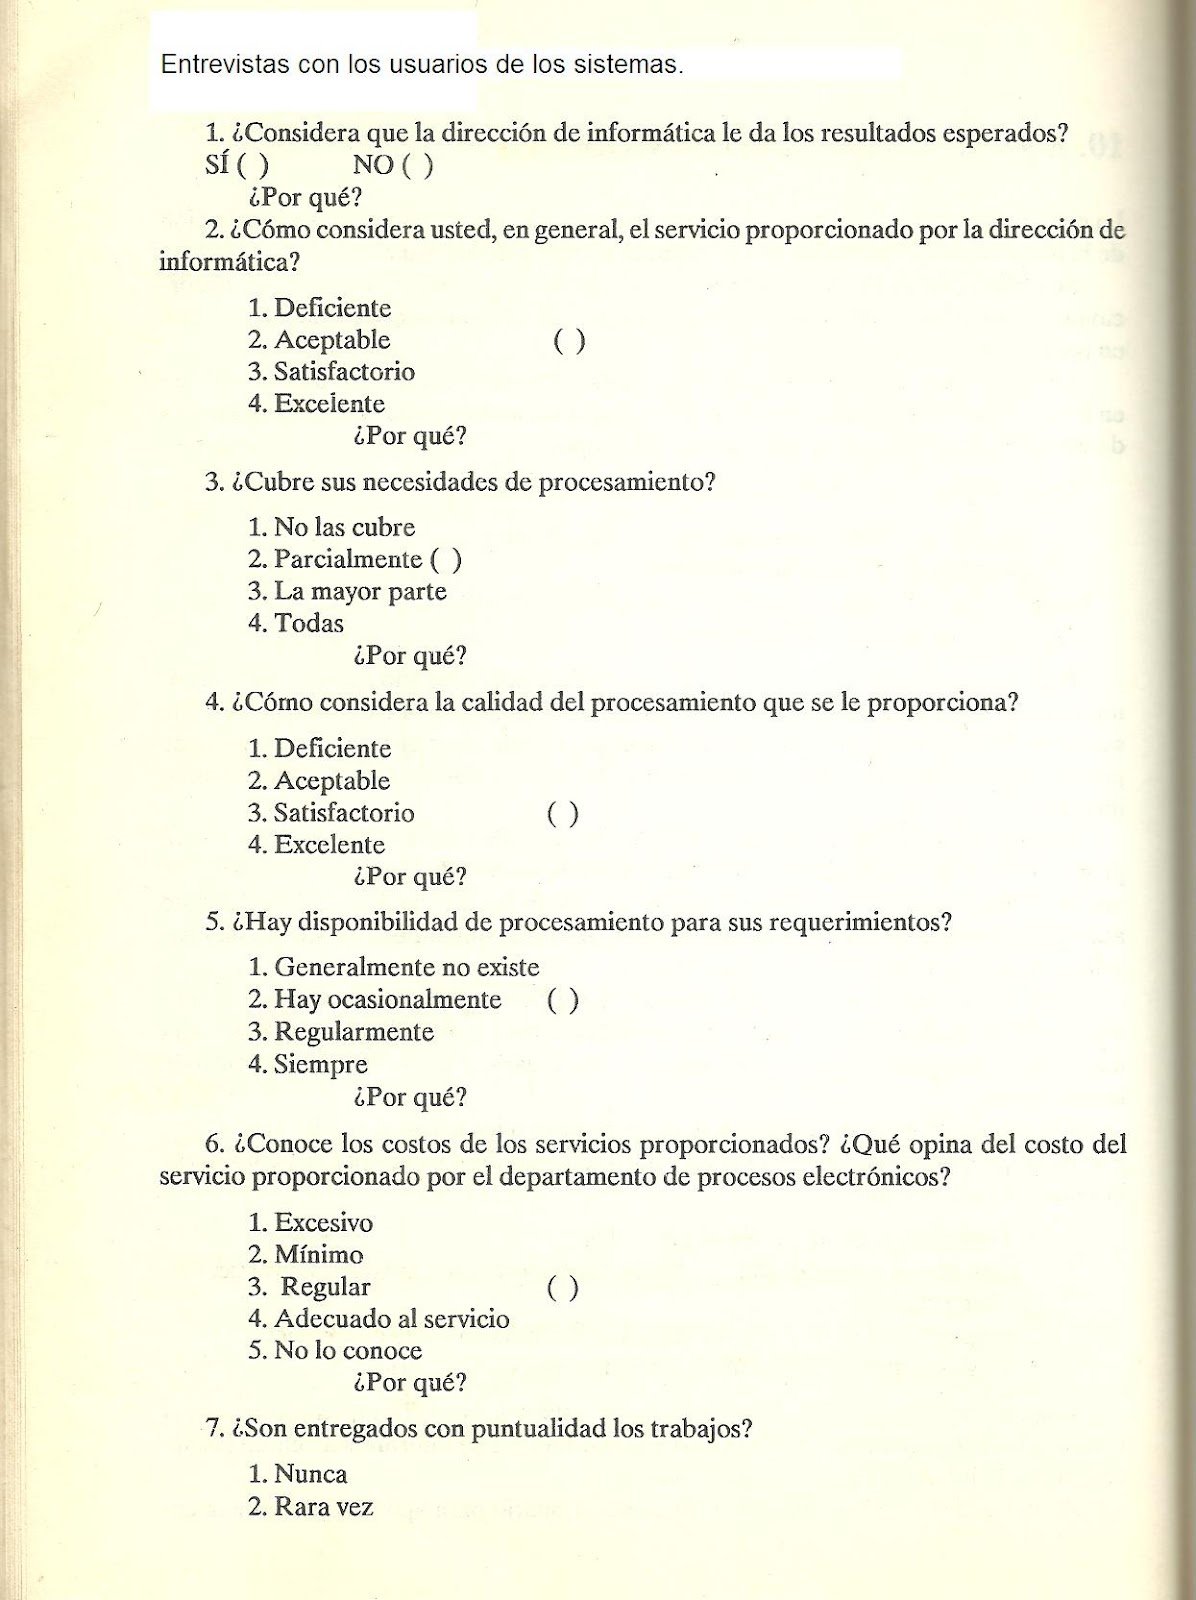 Entrevistas con los usuarios de los sistemas.
1. ¿Considera que la dirección de informática le da los resultados esperados?
SÍ ( ) NO ( )
¿Por qué?
2. ¿Cómo considera usted, en general, el servicio proporcionado por la dirección de
informática?
1. Deficiente
2. Aceptable ( )
3. Satisfactorio
4. Excelente
¿Por qué?
3. ¿Cubre sus necesidades de procesamiento?
1. No las cubre
2. Parcialmente ( )
3. La mayor parte
4. Todas
¿Por qué?
4. ¿Cómo considera la calidad del procesamiento que se le proporciona?
1. Deficiente
2. Aceptable
3. Satisfactorio ( )
4. Excelente
¿Por qué?
5. ¿Hay disponibilidad de procesamiento para sus requerimientos?
1. Generalmente no existe
2. Hay ocasionalmente ( )
3. Regularmente
4. Siempre
¿Por qué?
6. ¿Conoce los costos de los servicios proporcionados? ¿Qué opina del costo del
servicio proporcionado por el departamento de procesos electrónicos?
1. Excesivo
2. Mínimo
3. Regular ( )
4. Adecuado al servicio
5. No lo conoce
¿Por qué?
7. ¿Son entregados con puntualidad los trabajos?
1. Nunca
2. Rara vez